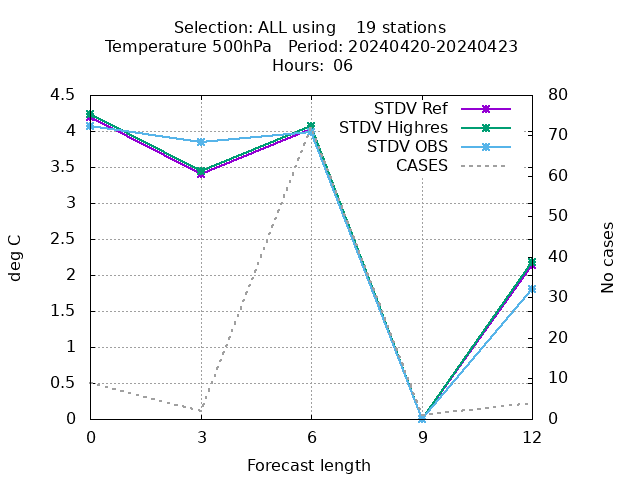 Selection: ALL using    19 stations
Temperature 500hPa   Period: 20240420-20240423
Hours:  06
4.5
4
3.5
3
2.5
2
1.5
1
0.5
0
80
70
60
50
40
30
20
10
0
deg C
No cases
STDV Ref
STDV Highres
STDV OBS
CASES
0
3
6
9
12
Forecast length